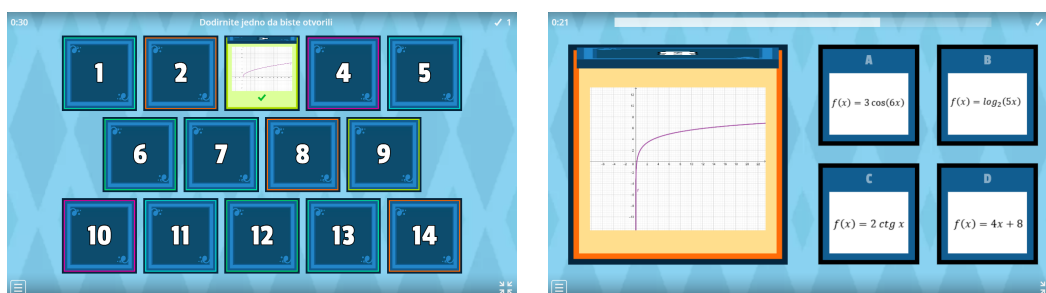 0:30
Dodirnite jedno da biste otvorili
✓ 1
1
2
4
5
6
7
8
9
10
11
12
13
14
0:21
A
f(x) = 3 cos(6x)
B
f(x) = log₂(5x)
C
f(x) = 2 ctg x
D
f(x) = 4x + 8